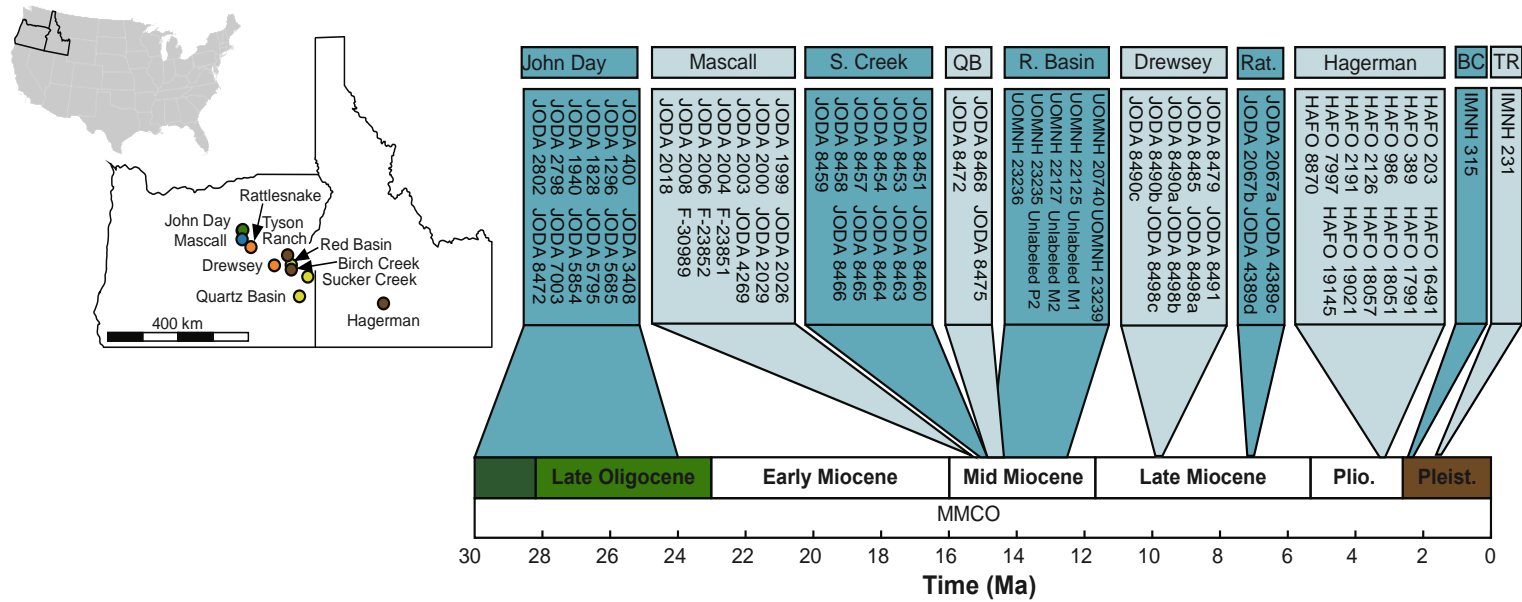 Rattlesnake
John Day
Tyson
Ranch
Mascall
Red Basin
Drewsey
Birch Creek
Sucker Creek
Quartz Basin
Hagerman
400 km
John Day
Mascall
S. Creek
QB
R. Basin
Drewsey
Rat.
Hagerman
BC
TR
JODA 400 JODA 3408
JODA 1296 JODA 5685
JODA 1828 JODA 5795
JODA 1940 JODA 5854
JODA 2798 JODA 7003
JODA 2802 JODA 8472
JODA 1999 JODA 2026
JODA 2000 JODA 2029
JODA 2003 JODA 4269
JODA 2004 F-23851
JODA 2006 F-23852
JODA 2008 F-30989
JODA 2018
JODA 8451 JODA 8460
JODA 8453 JODA 8463
JODA 8454 JODA 8464
JODA 8457 JODA 8465
JODA 8458 JODA 8466
JODA 8459
JODA 8468 JODA 8475
JODA 8472
UOMNH 20740 UOMNH 23239
UOMNH 22125 Unlabeled M1
UOMNH 22127 Unlabeled M2
UOMNH 23235 Unlabeled P2
UOMNH 23236
JODA 8479 JODA 8491
JODA 8485 JODA 8498a
JODA 8490a JODA 8498b
JODA 8490b JODA 8498c
JODA 8490c
JODA 2067a JODA 4389c
JODA 2067b JODA 4389d
HAFO 203 HAFO 16491
HAFO 389 HAFO 17991
HAFO 986 HAFO 18051
HAFO 2126 HAFO 18057
HAFO 2191 HAFO 19021
HAFO 7997 HAFO 19145
HAFO 8870
IMNH 315
IMNH 231
Late Oligocene
Early Miocene
Mid Miocene
Late Miocene
Plio.
Pleist.
MMCO
30 28 26 24 22 20 18 16 14 12 10 8 6 4 2 0
Time (Ma)